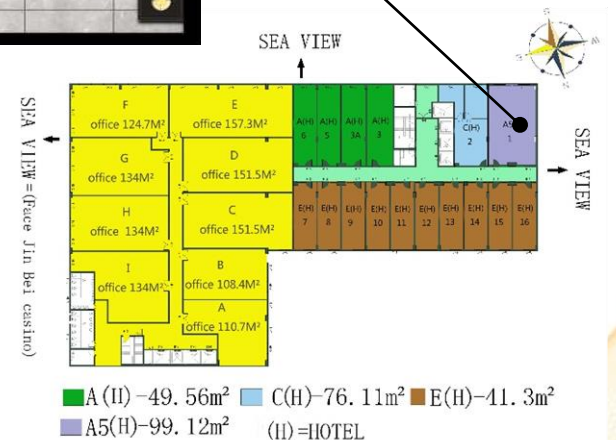 SEA VIEW
SEA VIEW=(Face Jin Bei casino)
SEA VIEW
F
office 124.7M²
E
office 157.3M²
G
office 134M²
D
office 151.5M²
H
office 134M²
C
office 151.5M²
I
office 134M²
B
office 108.4M²
A
office 110.7M²
A(H)
6
A(H)
5
A(H)
3A
A(H)
3
C(H)
2
A5
1
E(H)
7
E(H)
8
E(H)
9
E(H)
10
E(H)
11
E(H)
12
E(H)
13
E(H)
14
E(H)
15
E(H)
16
A(H)-49.56m² C(H)-76.11m² E(H)-41.3m²
A5(H)-99.12m² (H)=HOTEL